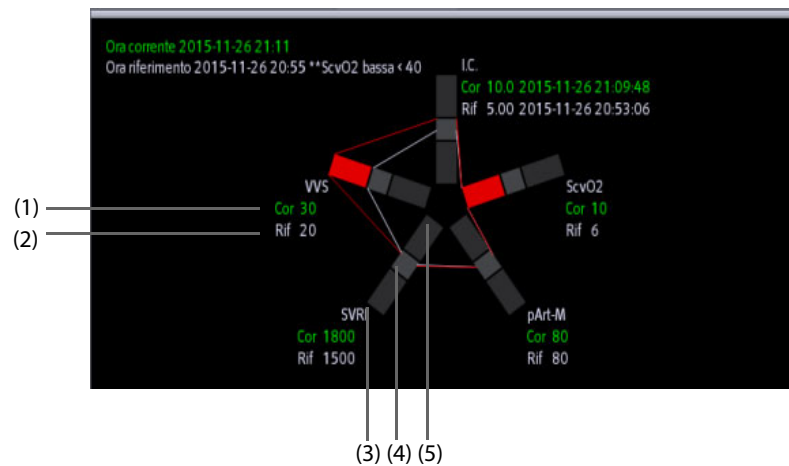 Ora corrente 2015-11-26 21:11
Ora riferimento 2015-11-26 20:55 **ScvO2 bassa < 40
I.C.
Cor 10.0 2015-11-26 21:09:48
Rif 5.00 2015-11-26 20:53:06
VVS
Cor 30
Rif 20
ScvO2
Cor 10
Rif 6
SVRI
Cor 1800
Rif 1500
pArt-M
Cor 80
Rif 80
(1)
(2)
(3) (4) (5)